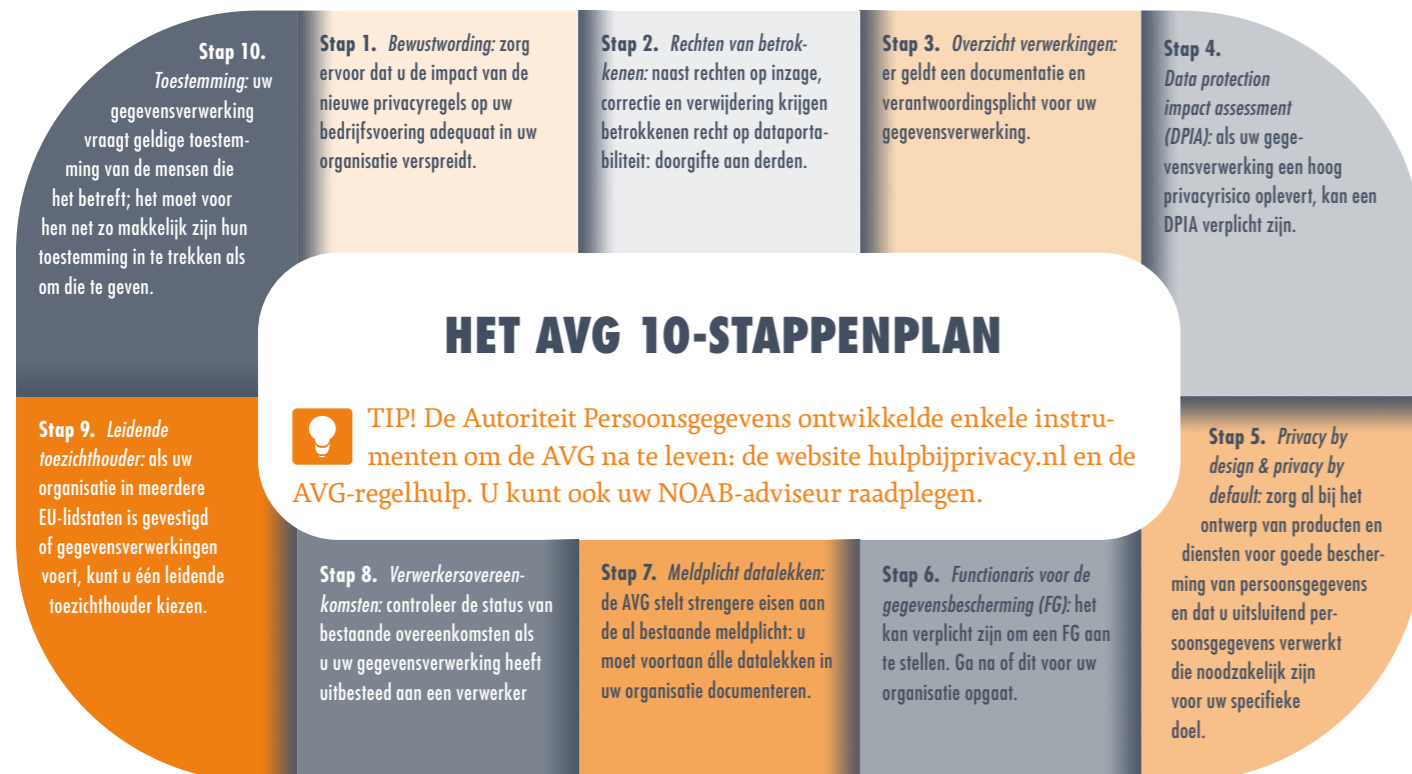 HET AVG 10-STAPPENPLAN
TIP! De Autoriteit Persoonsgegevens ontwikkelde enkele instru-
menten om de AVG na te leven: de website hulpbijprivacy.nl en de
AVG-regelhulp. U kunt ook uw NOAB-adviseur raadplegen.
Stap 1. Bewustwording: zorg
ervoor dat u de impact van de
nieuwe privacyregels op uw
bedrijfsvoering adequaat in uw
organisatie verspreidt.
Stap 2. Rechten van betrok-
kenen: naast rechten op inzage,
correctie en verwijdering krijgen
betrokkenen recht op dataporta-
biliteit: doorgifte aan derden.
Stap 3. Overzicht verwerkingen:
er geldt een documentatie en
verantwoordingsplicht voor uw
gegevensverwerking.
Stap 4.
Data protection
impact assessment
(DPIA): als uw gege-
vensverwerking een hoog
privacyrisico oplevert, kan een
DPIA verplicht zijn.
Stap 5. Privacy by
design & privacy by
default: zorg al bij het
ontwerp van producten en
diensten voor goede bescher-
ming van persoonsgegevens
en dat u uitsluitend per-
soonsgegevens verwerkt
die noodzakelijk zijn
voor uw specifieke
doel.
Stap 6. Functionaris voor de
gegevensbescherming (FG): het
kan verplicht zijn om een FG aan
te stellen. Ga na of dit voor uw
organisatie opgaat.
Stap 7. Meldplicht datalekken:
de AVG stelt strengere eisen aan
de al bestaande meldplicht: u
moet voortaan álle datalekken in
uw organisatie documenteren.
Stap 8. Verwerkersovereen-
komsten: controleer de status van
bestaande overeenkomsten als
u uw gegevensverwerking heeft
uitbesteed aan een verwerker
Stap 9. Leidende
toezichthouder: als uw
organisatie in meerdere
EU-lidstaten is gevestigd
of gegevensverwerkingen
voert, kunt u één leidende
toezichthouder kiezen.
Stap 10.
Toestemming: uw
gegevensverwerking
vraagt geldige toestem-
ming van de mensen die
het betreft; het moet voor
hen net zo makkelijk zijn hun
toestemming in te trekken als
om die te geven.